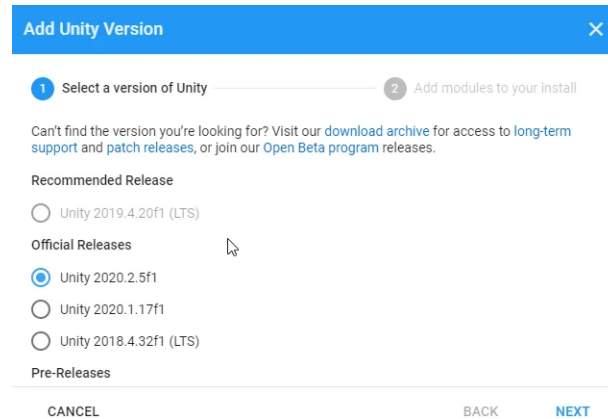 Add Unity Version
1 Select a version of Unity 2 Add modules to your install
Can't find the version you're looking for? Visit our download archive for access to long-term
support and patch releases, or join our Open Beta program releases.
Recommended Release
Unity 2019.4.20f1 (LTS)
Official Releases
Unity 2020.2.5f1
Unity 2020.1.17f1
Unity 2018.4.32f1 (LTS)
Pre-Releases
CANCEL BACK NEXT